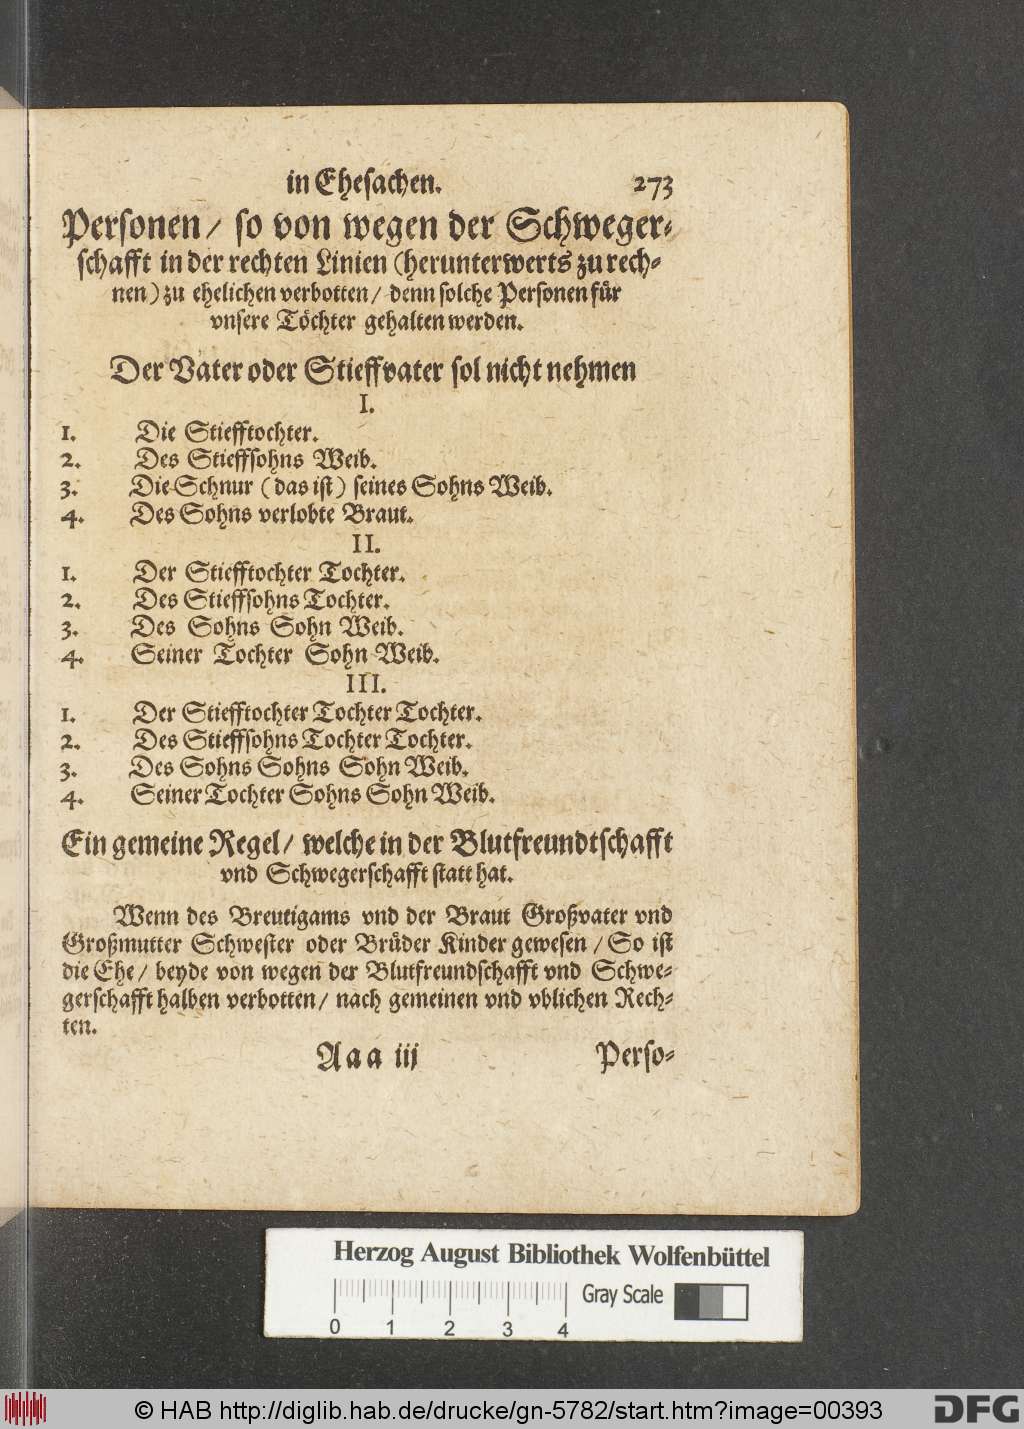 in Ehesachen. 273
Personen/ so von wegen der Schweger-
schafft in der rechten Linien (herunterwerts zu rech-
nen) zu ehelichen verbotten/ denn solche Personen für
vnsere Töchter gehalten werden.
Der Vater oder Stieffvater sol nicht nehmen
I.
1. Die Stiefftochter.
2. Des Stieffsohns Weib.
3. Die Schnur (das ist) seines Sohns Weib.
4. Des Sohns verlobte Braut.
II.
1. Der Stiefftochter Tochter.
2. Des Stieffsohns Tochter.
3. Des Sohns Sohn Weib.
4. Seiner Tochter Sohn Weib.
III.
1. Der Stiefftochter Tochter Tochter.
2. Des Stieffsohns Tochter Tochter.
3. Des Sohns Sohns Sohn Weib.
4. Seiner Tochter Sohns Sohn Weib.
Ein gemeine Regel/ welche in der Blutfreundtschafft
vnd Schwegerschafft statt hat.
Wenn des Breutigams vnd der Braut Großvater vnd
Großmutter Schwester oder Brüder Kinder gewesen/ So ist
die Ehe/ beyde von wegen der Blutfreundschafft vnd Schwe-
gerschafft halben verbotten/ nach gemeinen vnd vblichen Rech-
ten.
Aaa iij Perso-
Herzog August Bibliothek Wolfenbüttel
Gray Scale
0 1 2 3 4
© HAB http://diglib.hab.de/drucke/gn-5782/start.htm?image=00393
DFG